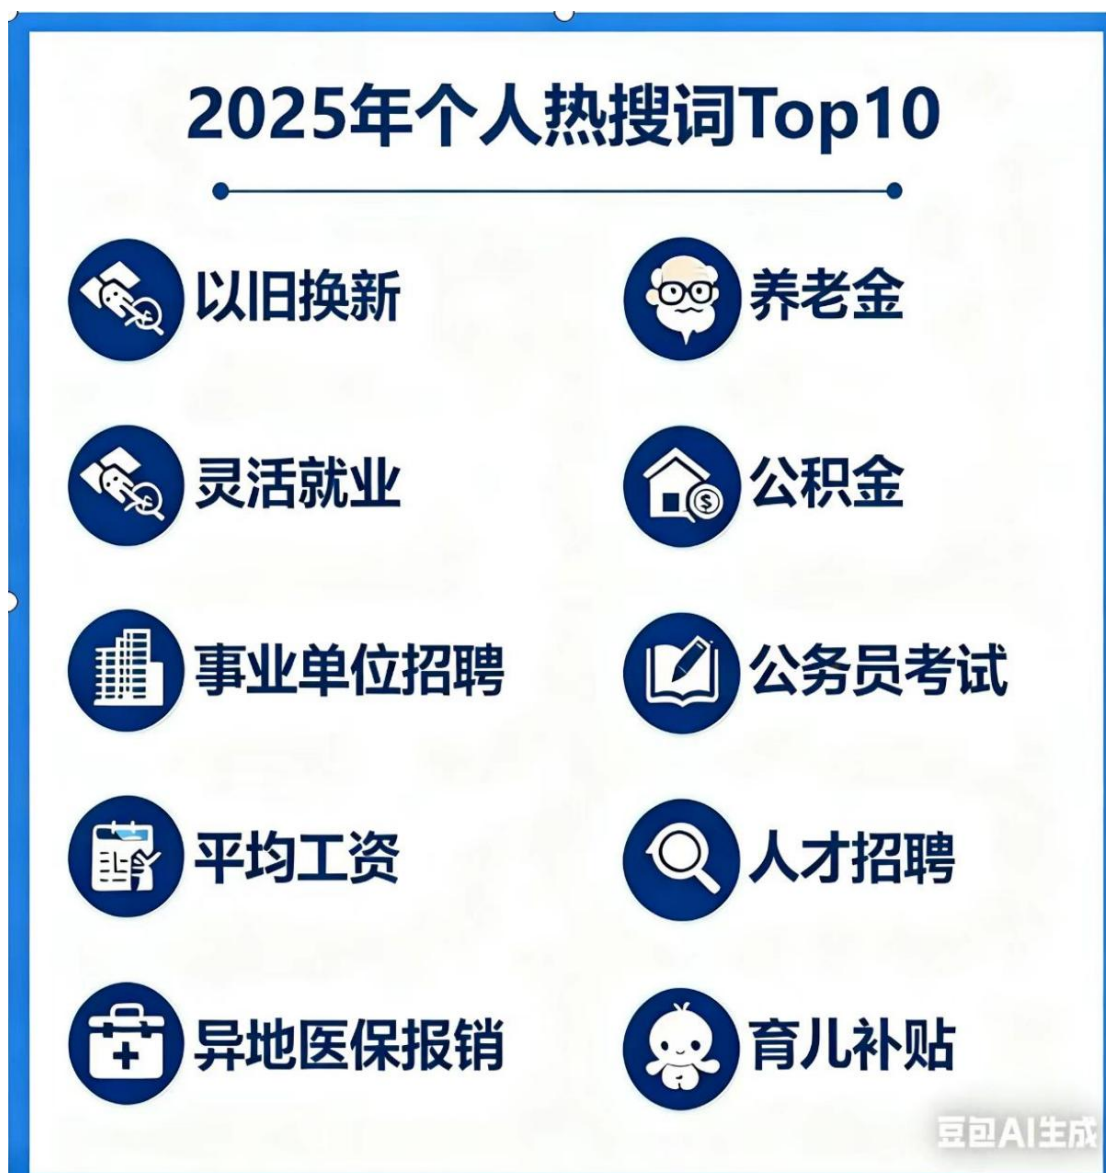 2025年个人热搜词Top10
以旧换新
养老金
灵活就业
公积金
事业单位招聘
公务员考试
平均工资
人才招聘
异地医保报销
育儿补贴
豆包AI生成